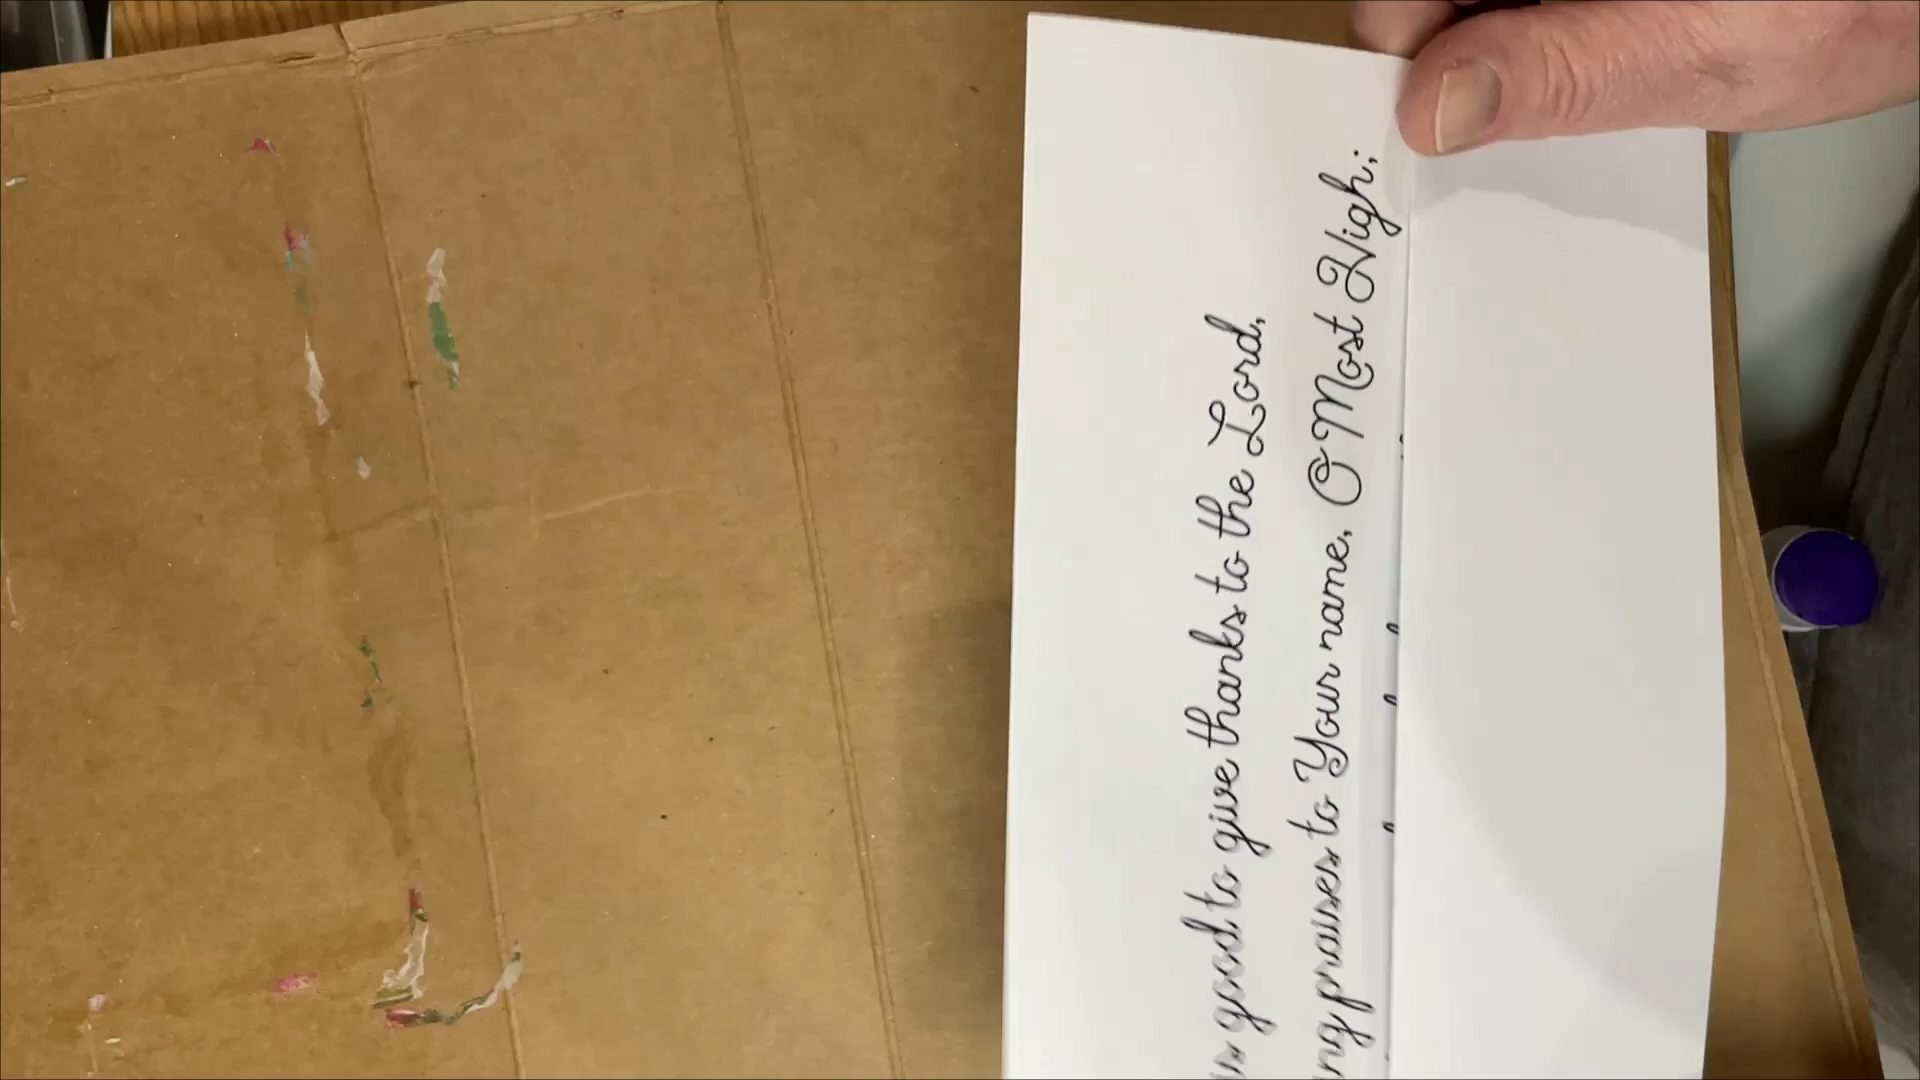 good to give thanks to the Lord,
praises to Your name, O Most High;